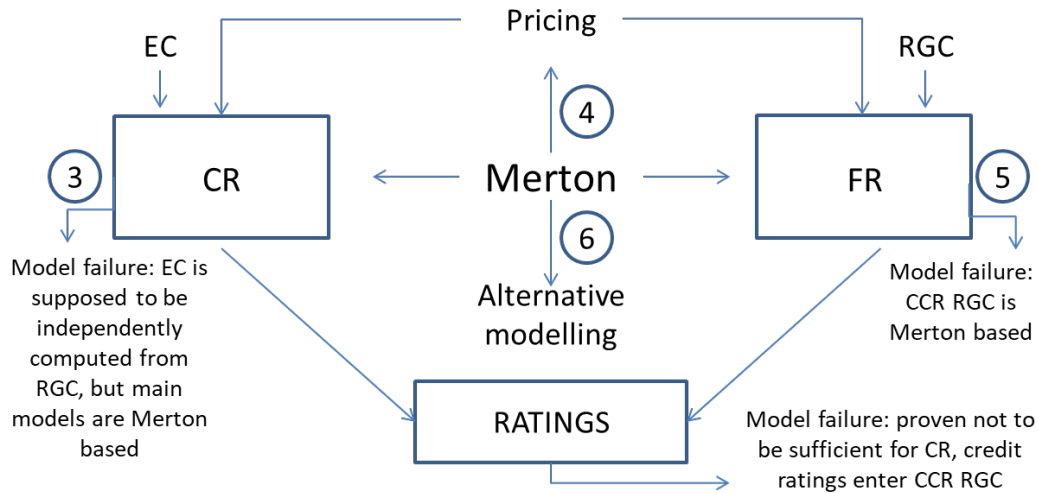 Pricing
EC
RGC
4
3
CR
Merton
FR
5
6
Model failure: EC is
supposed to be
independently
computed from
RGC, but main
models are Merton
based
Alternative
modelling
Model failure:
CCR RGC is
Merton based
RATINGS
Model failure: proven not to
be sufficient for CR, credit
ratings enter CCR RGC